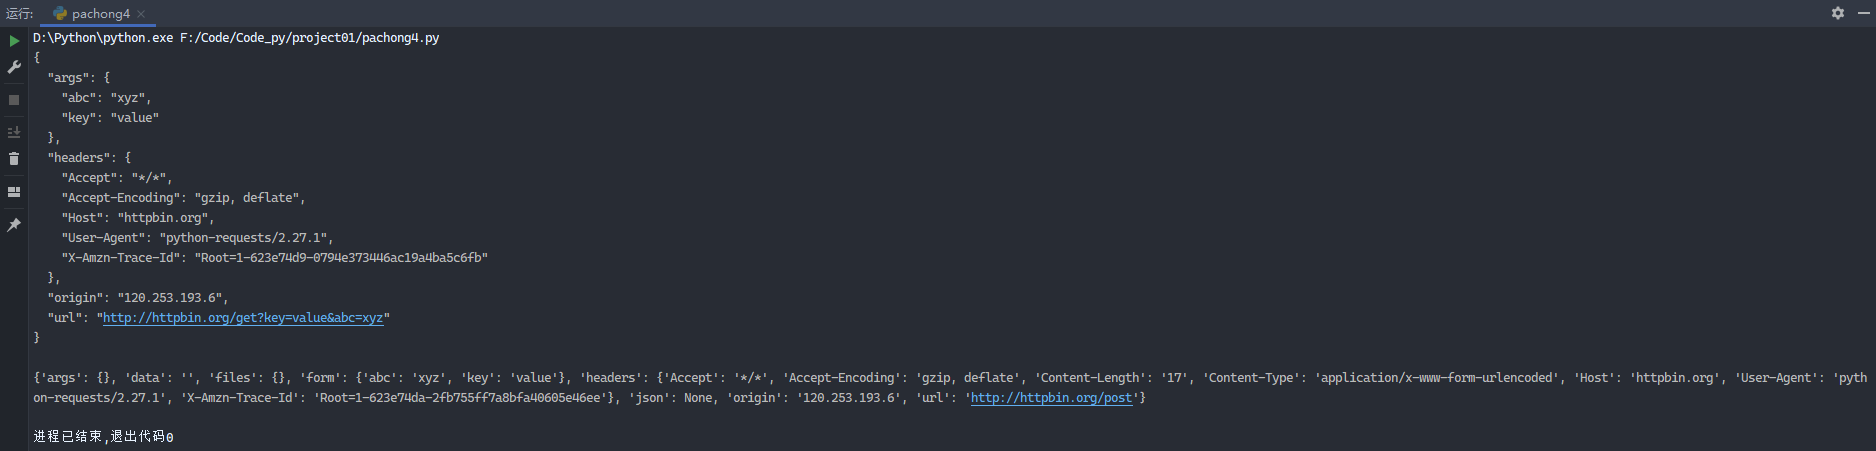 运行: pachong4
D:\Python\python.exe F:/Code/Code_py/project01/pachong4.py
{
  "args": {
    "abc": "xyz",
    "key": "value"
  },
  "headers": {
    "Accept": "*/*",
    "Accept-Encoding": "gzip, deflate",
    "Host": "httpbin.org",
    "User-Agent": "python-requests/2.27.1",
    "X-Amzn-Trace-Id": "Root=1-623e74d9-0794e373446ac19a4ba5c6fb"
  },
  "origin": "120.253.193.6",
  "url": "http://httpbin.org/get?key=value&abc=xyz"
}
{'args': {}, 'data': '', 'files': {}, 'form': {'abc': 'xyz', 'key': 'value'}, 'headers': {'Accept': '*/*', 'Accept-Encoding': 'gzip, deflate', 'Content-Length': '17', 'Content-Type': 'application/x-www-form-urlencoded', 'Host': 'httpbin.org', 'User-Agent': 'pyth
on-requests/2.27.1', 'X-Amzn-Trace-Id': 'Root=1-623e74da-2fb755ff7a8bfa40605e46ee'}, 'json': None, 'origin': '120.253.193.6', 'url': 'http://httpbin.org/post'}
进程已结束,退出代码0